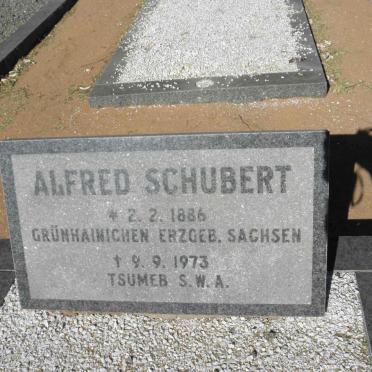 ALFRED SCHUBERT
* 2. 2. 1886
GRÜNHAINICHEN ERZGEB. SACHSEN
† 9. 9. 1973
TSUMEB S.W.A.